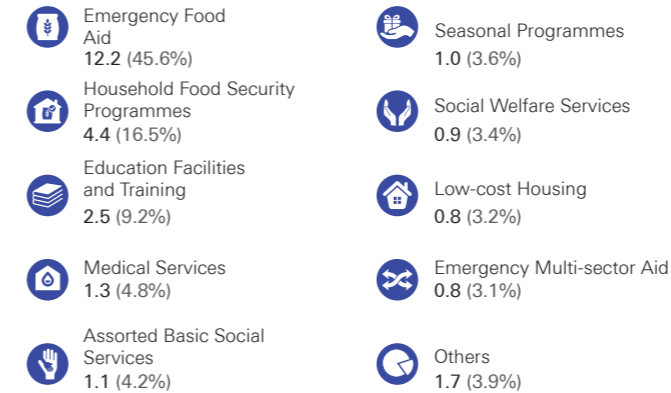 Emergency Food
Aid
12.2 (45.6%)
Household Food Security
Programmes
4.4 (16.5%)
Education Facilities
and Training
2.5 (9.2%)
Medical Services
1.3 (4.8%)
Assorted Basic Social
Services
1.1 (4.2%)
Seasonal Programmes
1.0 (3.6%)
Social Welfare Services
0.9 (3.4%)
Low-cost Housing
0.8 (3.2%)
Emergency Multi-sector Aid
0.8 (3.1%)
Others
1.7 (3.9%)